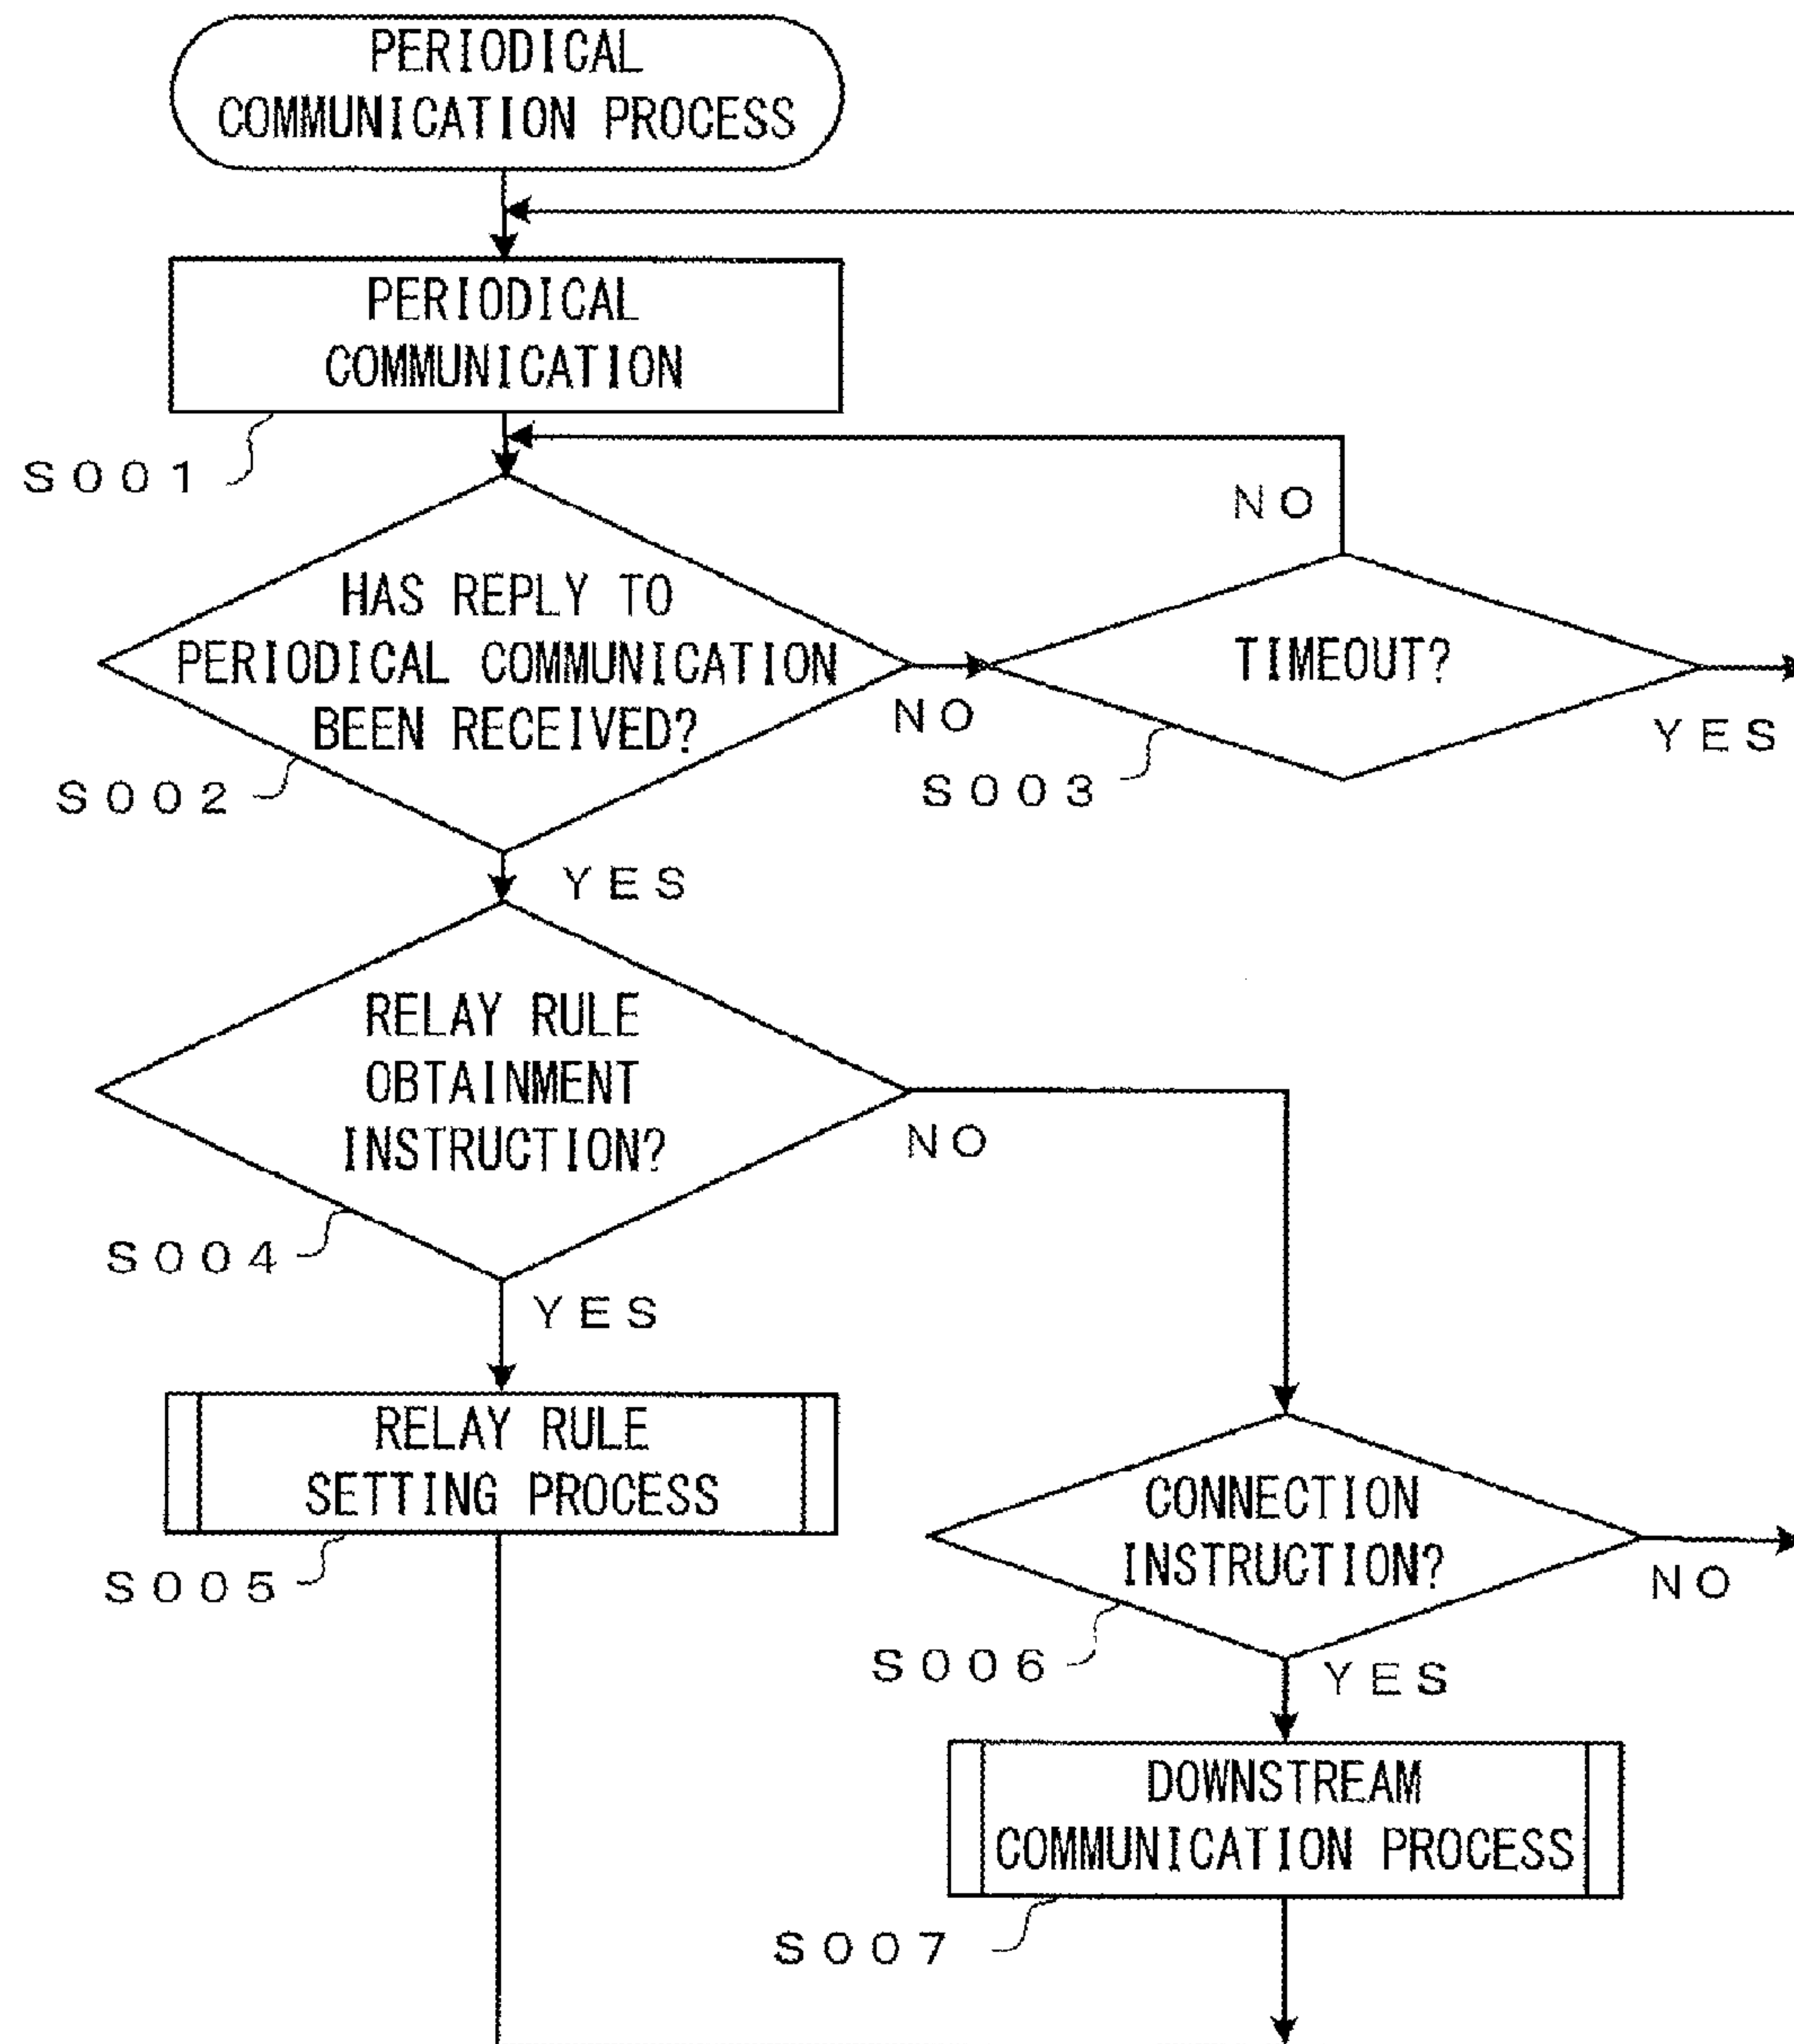 PERIODICAL
COMMUNICATION PROCESS
PERIODICAL
COMMUNICATION
S001
NO
HAS REPLY TO
PERIODICAL COMMUNICATION
BEEN RECEIVED?
TIMEOUT?
NO
YES
S002
S003
YES
RELAY RULE
OBTAINMENT
INSTRUCTION?
NO
S004
YES
RELAY RULE
SETTING PROCESS
S005
CONNECTION
INSTRUCTION?
NO
S006
YES
DOWNSTREAM
COMMUNICATION PROCESS
S007